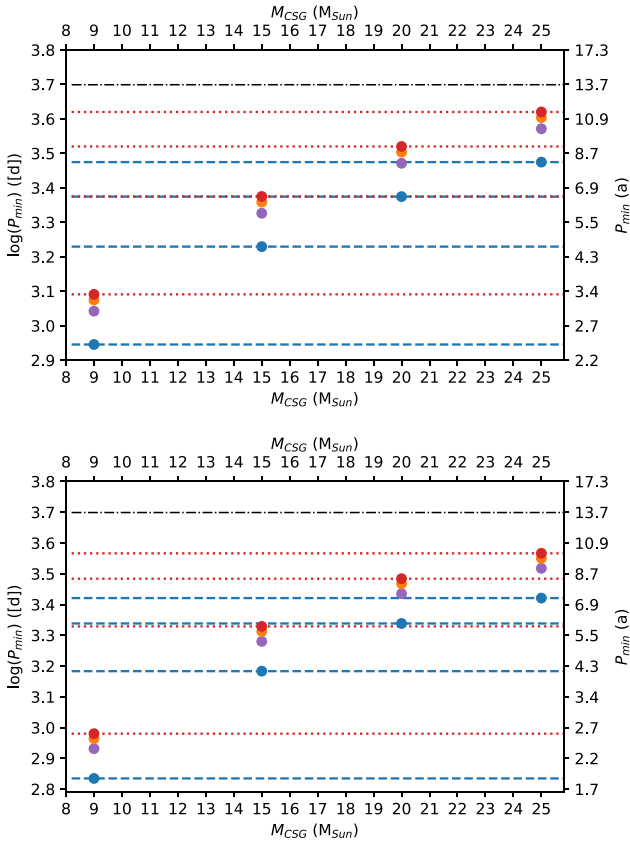 M_CSG (M_Sun)
8 9 10 11 12 13 14 15 16 17 18 19 20 21 22 23 24 25
3.8 17.3
3.7 13.7
3.6 10.9
3.5 8.7
3.4 6.9
3.3 5.5
3.2 4.3
3.1 3.4
3.0 2.7
2.9 2.2
log(P_min) ([d])
P_min (a)
8 9 10 11 12 13 14 15 16 17 18 19 20 21 22 23 24 25
M_CSG (M_Sun)
M_CSG (M_Sun)
8 9 10 11 12 13 14 15 16 17 18 19 20 21 22 23 24 25
3.8 17.3
3.7 13.7
3.6 10.9
3.5 8.7
3.4 6.9
3.3 5.5
3.2 4.3
3.1 3.4
3.0 2.7
2.9 2.2
2.8 1.7
log(P_min) ([d])
P_min (a)
8 9 10 11 12 13 14 15 16 17 18 19 20 21 22 23 24 25
M_CSG (M_Sun)